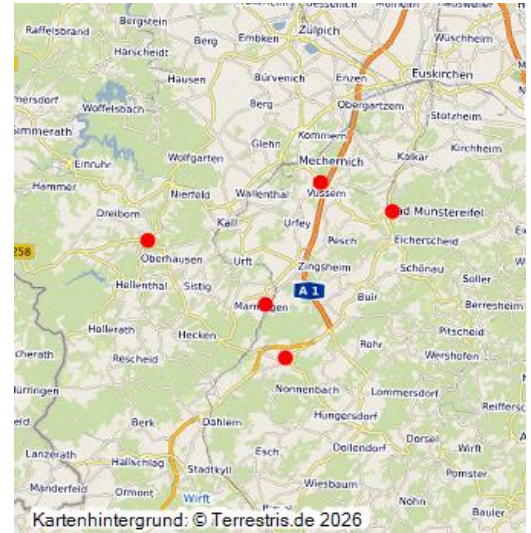 Bergstein
Raffelsbrand
Berg
Embken
Zülpich
Wüschheim
Harscheidt
Hausen
Bürvenich
Enzen
Euskirchen
Woffelsbach
Berg
Obergartzem
Stotzheim
Simmerath
Glehn
Kommern
Einruhr
Wolfgarten
Mechernich
Kalkar
Kirchheim
Hammer
Nierfeld
Wallenthal
Vussem
Dreiborn
Kall
Urfey
Bad Münstereifel
258
Oberhausen
Urft
Pesch
Eicherscheid
Zingsheim
Schönau
Soller
Hellenthal
Sistig
A 1
Marmagen
Buir
Berresheim
Hollerath
Hecken
Pitscheid
Rescheid
Rohr
Wershofen
Nonnenbach
Lommersdorf
Berk
Dahlem
Hüngersdorf
Dorsel
Wirft
Lanzerath
Esch
Dollendorf
Hallschlag
Stadtkyll
Pomster
Manderfeld
Ormont
Wirft
Wiesbaum
Nohn
Bauler
Kartenhintergrund: © Terrestris.de 2026